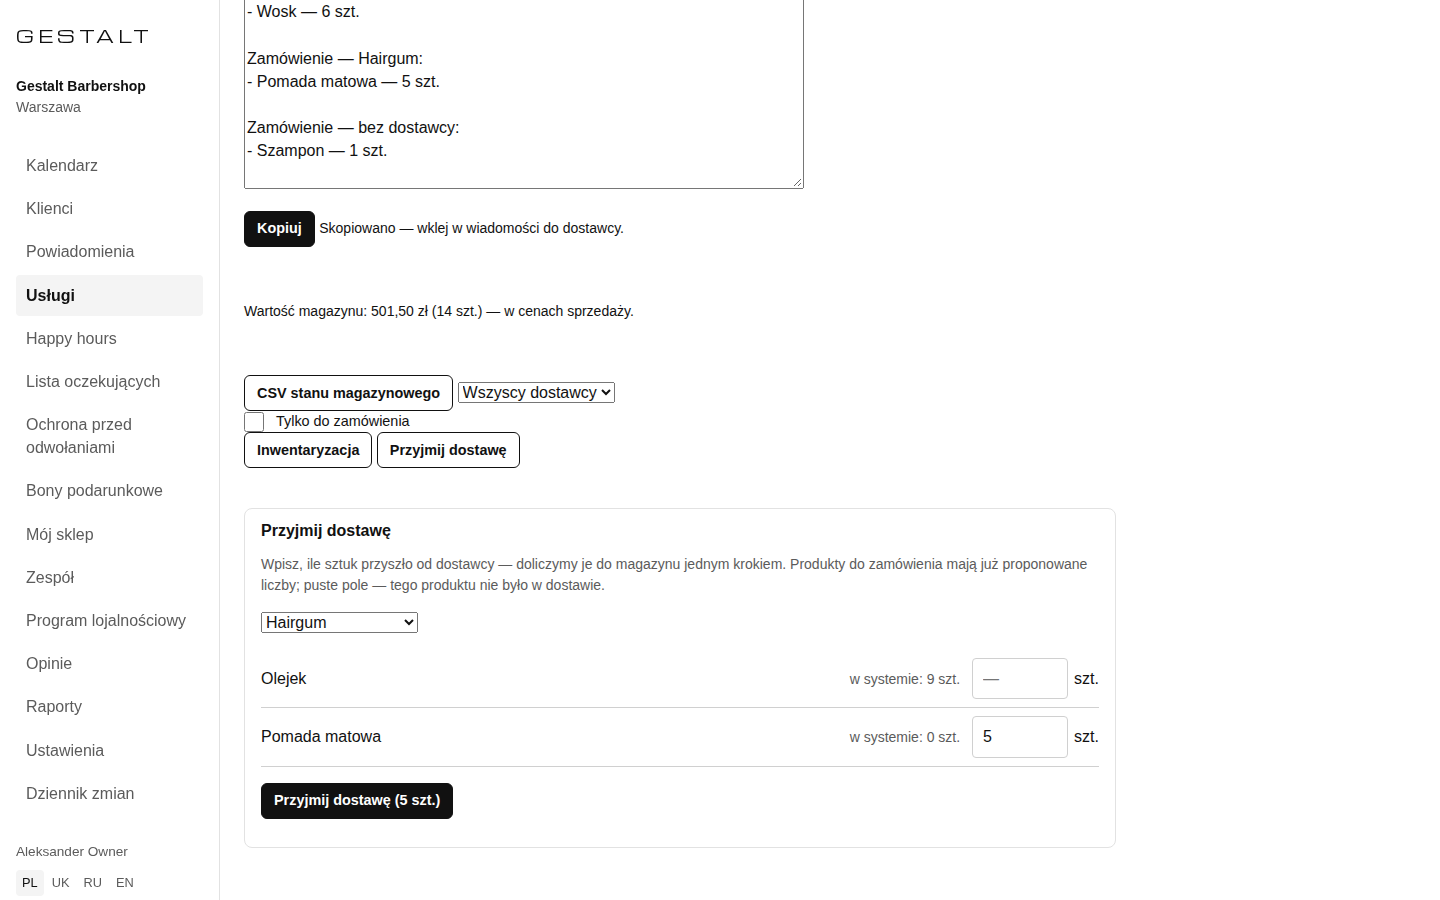 GESTALT
Gestalt Barbershop
Warszawa
Kalendarz
Klienci
Powiadomienia
Usługi
Happy hours
Lista oczekujących
Ochrona przed
odwołaniami
Bony podarunkowe
Mój sklep
Zespół
Program lojalnościowy
Opinie
Raporty
Ustawienia
Dziennik zmian
Aleksander Owner
PL UK RU EN
- Wosk — 6 szt.
Zamówienie — Hairgum:
- Pomada matowa — 5 szt.
Zamówienie — bez dostawcy:
- Szampon — 1 szt.
Kopiuj Skopiowano — wklej w wiadomości do dostawcy.
Wartość magazynu: 501,50 zł (14 szt.) — w cenach sprzedaży.
CSV stanu magazynowego Wszyscy dostawcy
Tylko do zamówienia
Inwentaryzacja Przyjmij dostawę
Przyjmij dostawę
Wpisz, ile sztuk przyszło od dostawcy — doliczymy je do magazynu jednym krokiem. Produkty do zamówienia mają już proponowane
liczby; puste pole — tego produktu nie było w dostawie.
Hairgum
Olejek w systemie: 9 szt. — szt.
Pomada matowa w systemie: 0 szt. 5 szt.
Przyjmij dostawę (5 szt.)